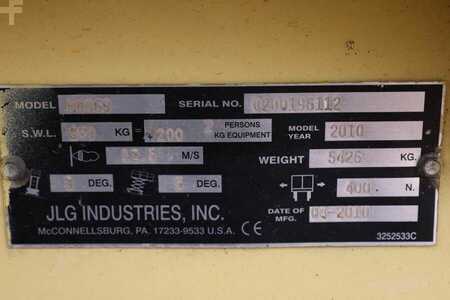 MODEL SERIAL NO. 0200196112
S.W.L. KG= +200 PERSONS KG EQUIPMENT MODEL YEAR 2010
M/S WEIGHT 5426 KG.
DEG. DEG. 400 N.
JLG INDUSTRIES, INC. DATE OF MFG. 03-2010
McCONNELLSBURG, PA. 17233-9533 U.S.A. CE 3252533C